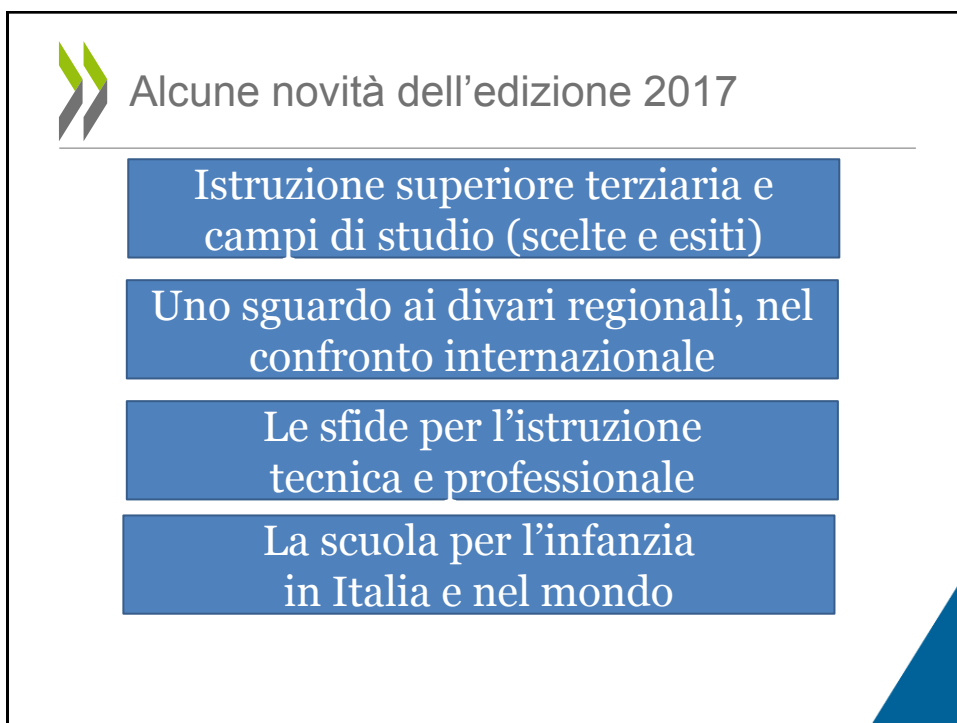 Alcune novità dell’edizione 2017
Istruzione superiore terziaria e
campi di studio (scelte e esiti)
Uno sguardo ai divari regionali, nel
confronto internazionale
Le sfide per l’istruzione
tecnica e professionale
La scuola per l’infanzia
in Italia e nel mondo